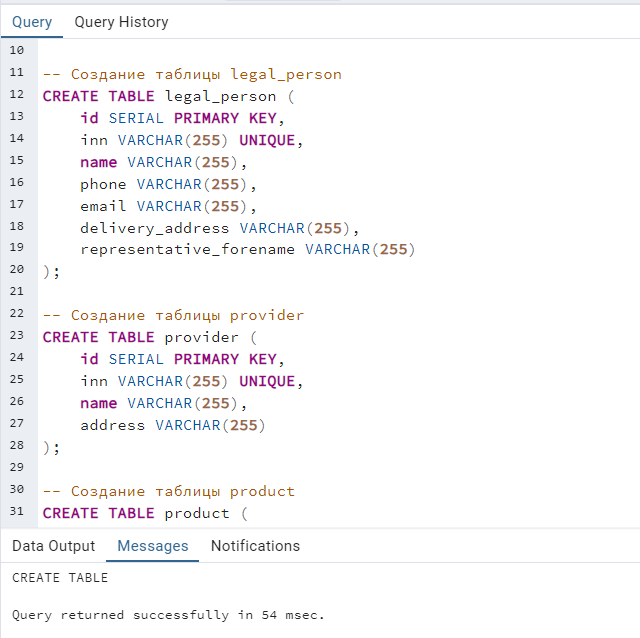 Query Query History
10
11 -- Создание таблицы legal_person
12 CREATE TABLE legal_person (
13 id SERIAL PRIMARY KEY,
14 inn VARCHAR(255) UNIQUE,
15 name VARCHAR(255),
16 phone VARCHAR(255),
17 email VARCHAR(255),
18 delivery_address VARCHAR(255),
19 representative_forename VARCHAR(255)
20 );
21
22 -- Создание таблицы provider
23 CREATE TABLE provider (
24 id SERIAL PRIMARY KEY,
25 inn VARCHAR(255) UNIQUE,
26 name VARCHAR(255),
27 address VARCHAR(255)
28 );
29
30 -- Создание таблицы product
31 CREATE TABLE product (
Data Output Messages Notifications
CREATE TABLE
Query returned successfully in 54 msec.